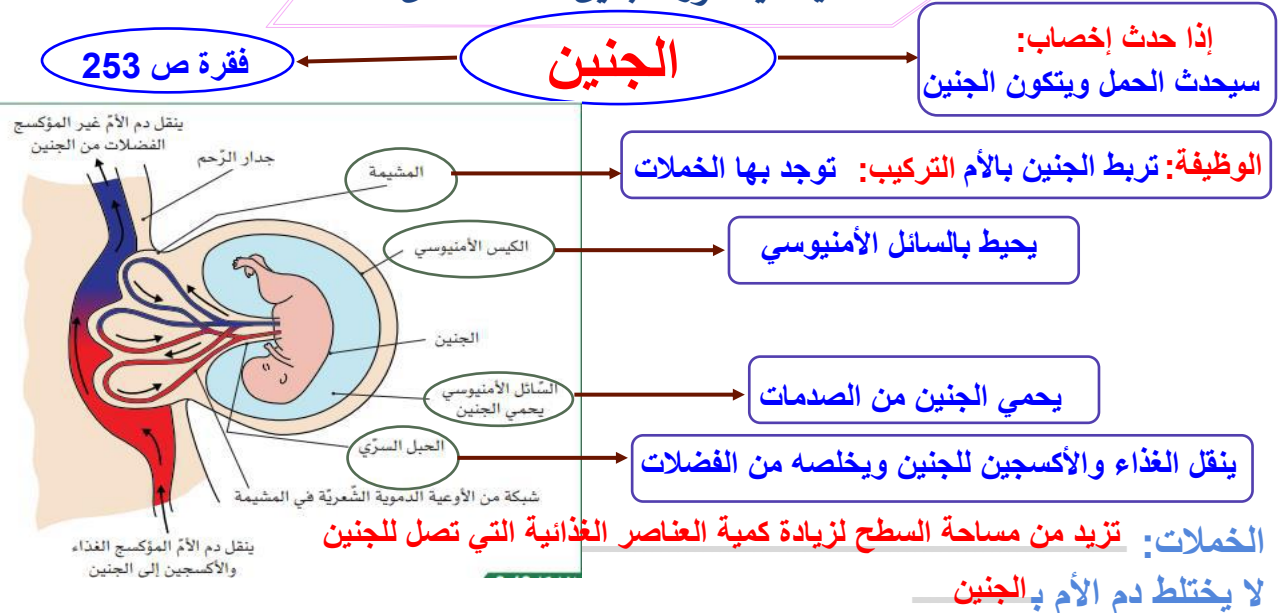 الجنين
إذا حدث إخصاب:
سيحدث الحمل ويتكون الجنين
فقرة ص 253
ينقل دم الأمّ غير المؤكسج
الفضلات من الجنين
جدار الرّحم
المشيمة
الوظيفة: تربط الجنين بالأم التركيب: توجد بها الخملات
الكيس الأمنيوسي
يحيط بالسائل الأمنيوسي
الجنين
السّائل الأمنيوسي
يحمي الجنين
يحمي الجنين من الصدمات
الحبل السرّي
ينقل الغذاء والأكسجين للجنين ويخلصه من الفضلات
شبكة من الأوعية الدموية الشّعريّة في المشيمة
ينقل دم الأمّ المؤكسج الغذاء
والأكسجين إلى الجنين
الخملات: تزيد من مساحة السطح لزيادة كمية العناصر الغذائية التي تصل للجنين
لا يختلط دم الأم بـالجنين